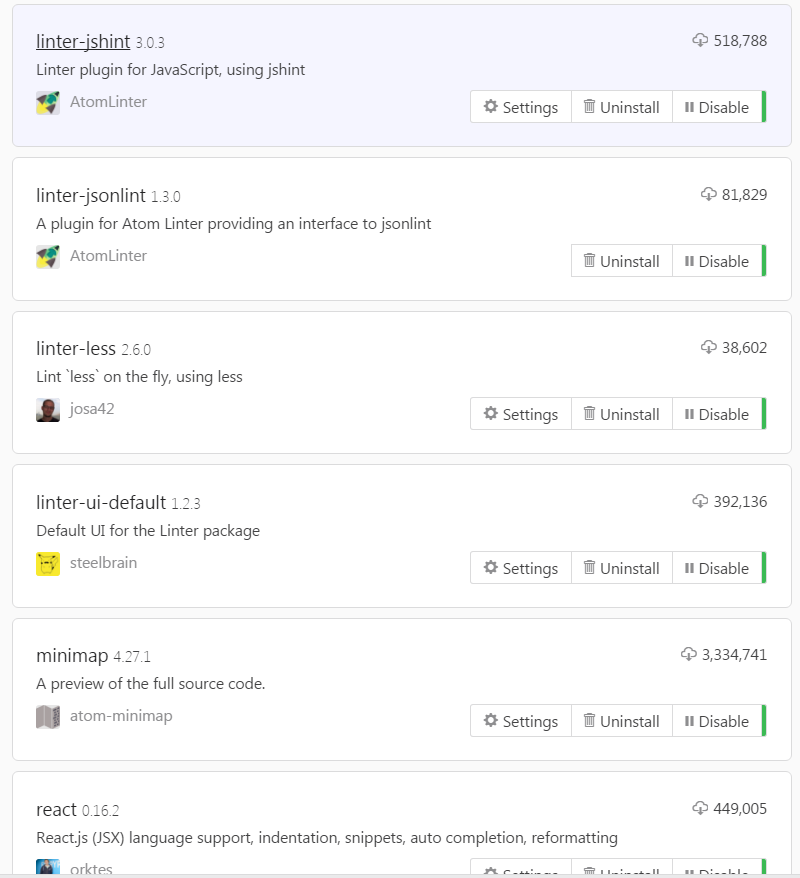 linter-jshint 3.0.3 518,788
Linter plugin for JavaScript, using jshint
AtomLinter Settings Uninstall Disable
linter-jsonlint 1.3.0 81,829
A plugin for Atom Linter providing an interface to jsonlint
AtomLinter Uninstall Disable
linter-less 2.6.0 38,602
Lint `less` on the fly, using less
josa42 Settings Uninstall Disable
linter-ui-default 1.2.3 392,136
Default UI for the Linter package
steelbrain Settings Uninstall Disable
minimap 4.27.1 3,334,741
A preview of the full source code.
atom-minimap Settings Uninstall Disable
react 0.16.2 449,005
React.js (JSX) language support, indentation, snippets, auto completion, reformatting
orktes Settings Uninstall Disable